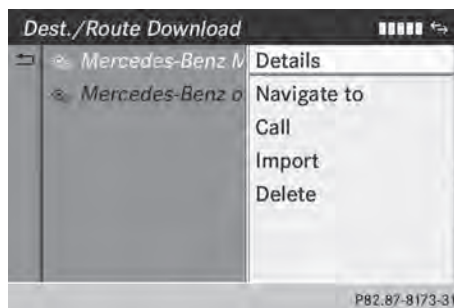 Dest./Route Download
Mercedes-Benz M
Details
Mercedes-Benz o
Navigate to
Call
Import
Delete
P82.87-8173-31